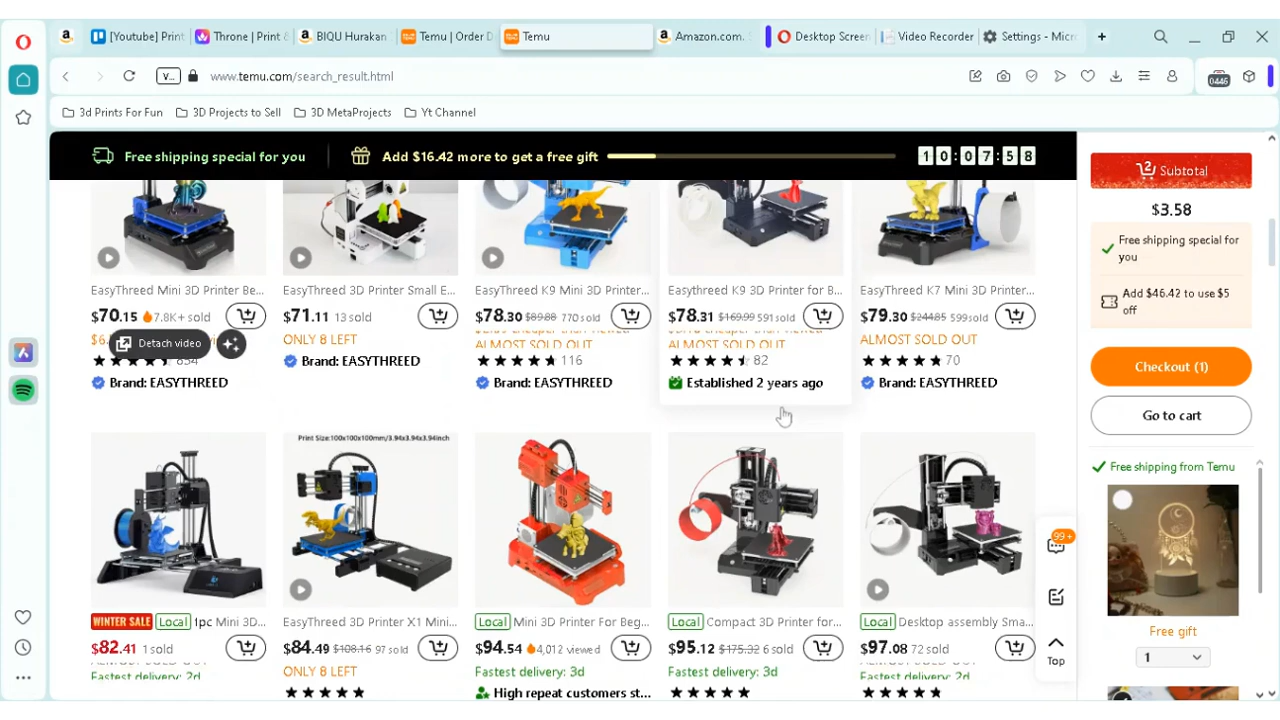 [Youtube] Print
Throne | Print &
BIQU Hurakan
Temu | Order D
Temu
Amazon.com.
Desktop Screen
Video Recorder
Settings - Micr
V...
www.temu.com/search_result.html
0446
3d Prints For Fun
3D Projects to Sell
3D MetaProjects
Yt Channel
Free shipping special for you
Add $16.42 more to get a free gift
10:07:58
Subtotal
$3.58
Free shipping special for
you
Add $46.42 to use $5
off
Checkout (1)
Go to cart
Free shipping from Temu
Free gift
1
EasyThreed Mini 3D Printer Be...
EasyThreed 3D Printer Small E...
EasyThreed K9 Mini 3D Printer...
Easythreed K9 3D Printer for B...
EasyThreed K7 Mini 3D Printer...
$70.15 7.8K+ sold
$71.11 13 sold
$78.30 $89.88 770 sold
$78.31 $169.99 591 sold
$79.30 $244.85 599 sold
ONLY 8 LEFT
ALMOST SOLD OUT
ALMOST SOLD OUT
ALMOST SOLD OUT
Detach video
Brand: EASYTHREED
116
82
70
Brand: EASYTHREED
Brand: EASYTHREED
Established 2 years ago
Brand: EASYTHREED
Print Size:100x100x100mm/3.94x3.94x3.94inch
WINTER SALE Local 1pc Mini 3D...
EasyThreed 3D Printer X1 Mini...
Local Mini 3D Printer For Beg...
Local Compact 3D Printer for...
Local Desktop assembly Sma...
$82.41 1 sold
$84.49 $108.16 97 sold
$94.54 4,012 viewed
$95.12 $175.32 6 sold
$97.08 72 sold
Fastest delivery: 2d
ONLY 8 LEFT
Fastest delivery: 3d
Fastest delivery: 3d
Fastest delivery: 2d
High repeat customers st...
99+
Top